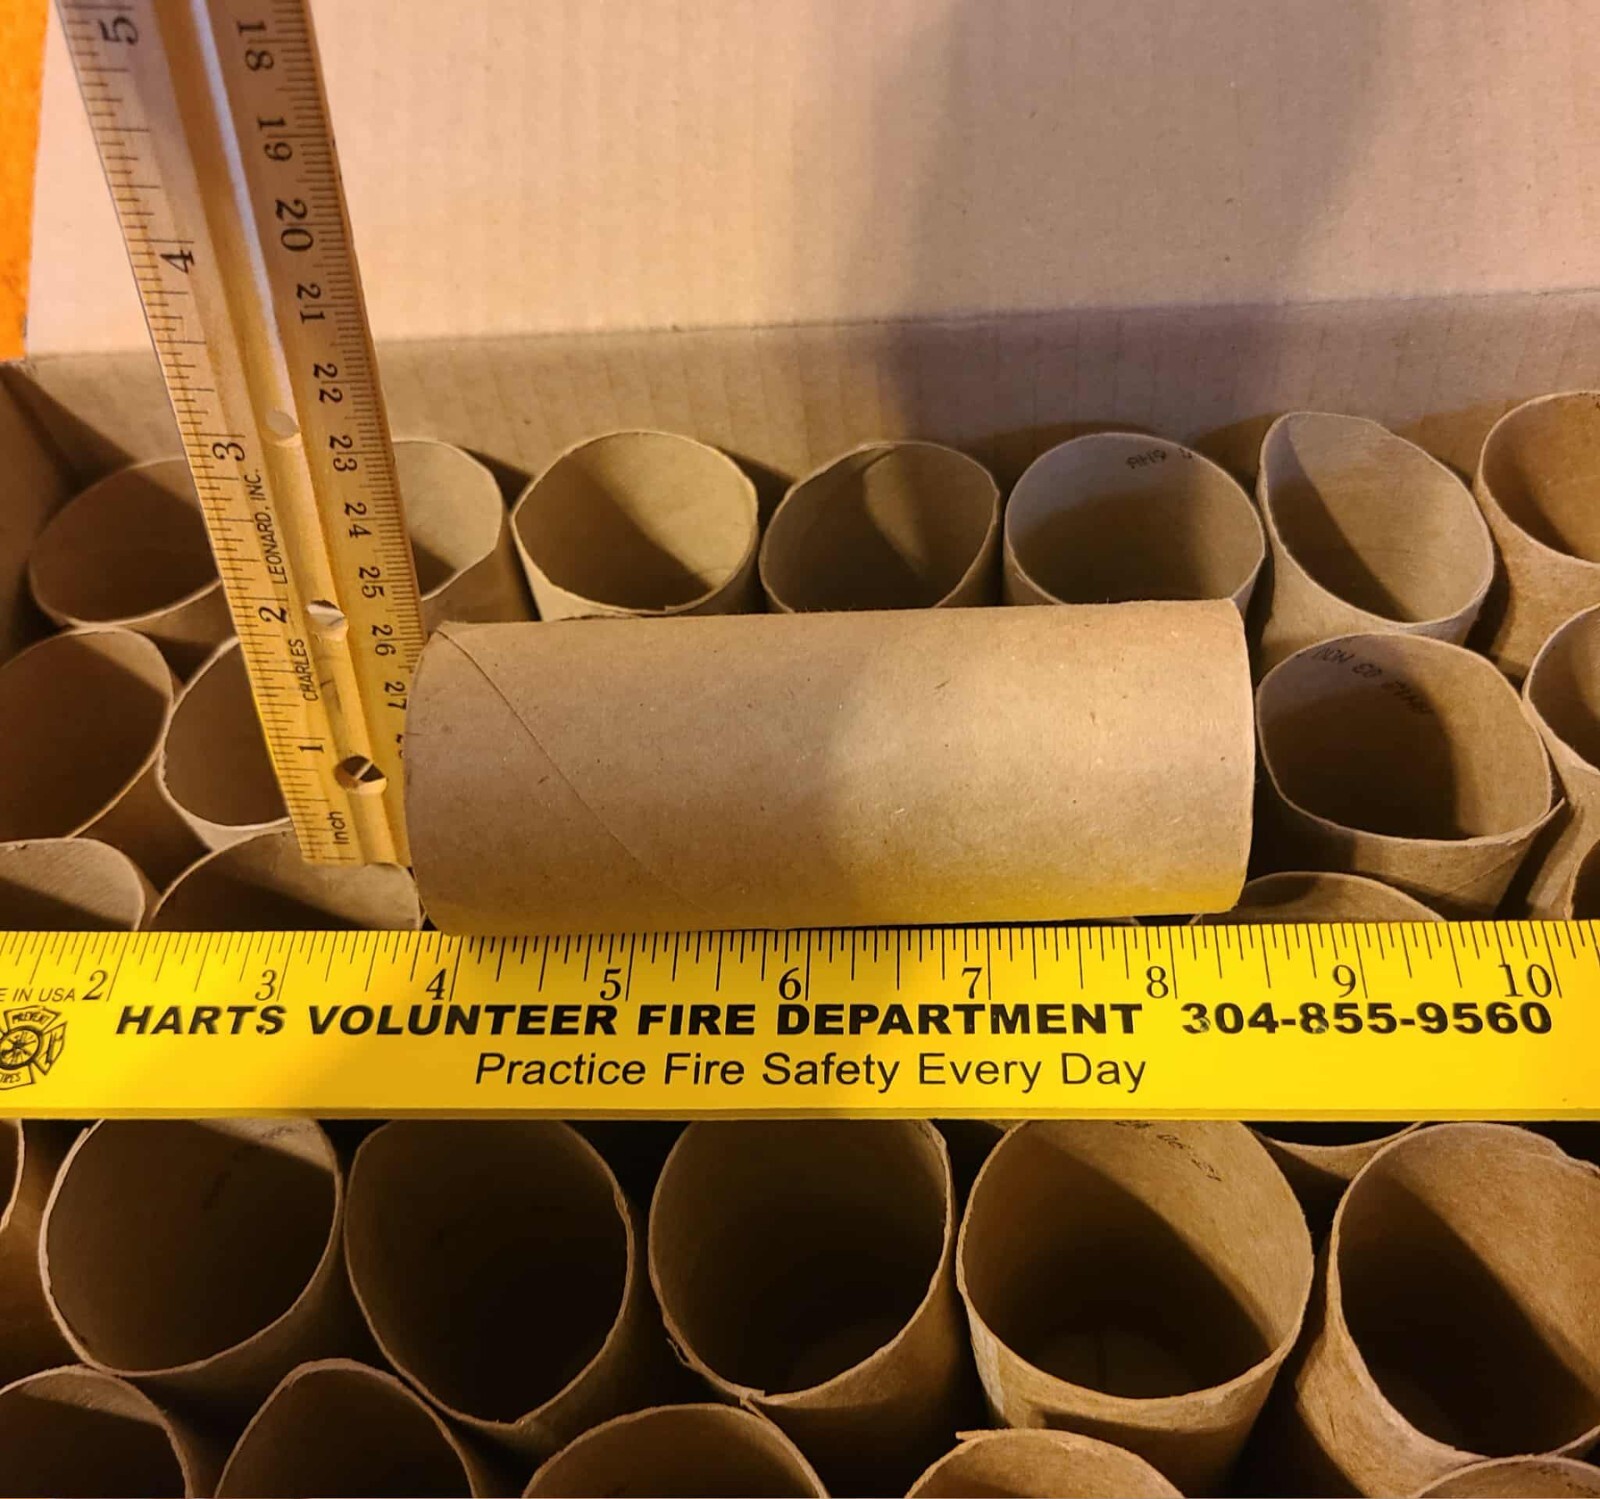 5
4
3
2
1
Inch
CHARLES LEONARD, INC.
18
19
20
21
22
23
24
25
26
27
2 3 4 5 6 7 8 9 10
E IN USA
HARTS VOLUNTEER FIRE DEPARTMENT 304-855-9560
Practice Fire Safety Every Day
PREVENT